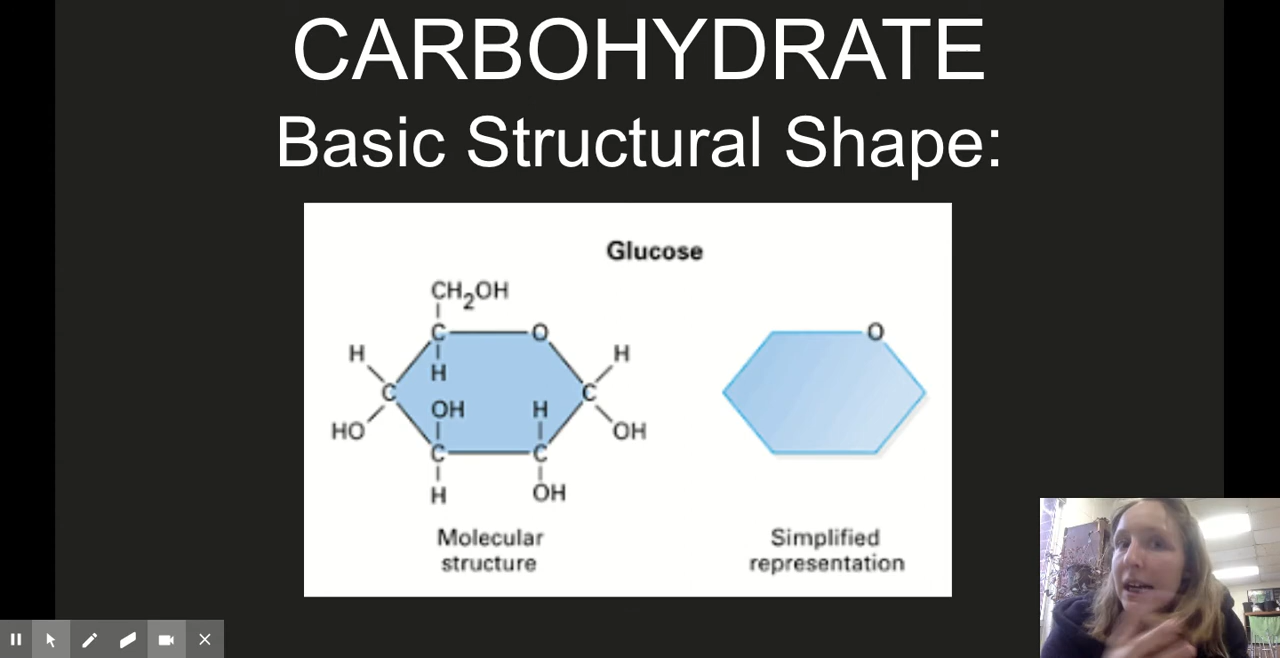 CARBOHYDRATE
Basic Structural Shape:
Glucose
CH2OH
C
O
H
H
H
C
C
OH
H
HO
OH
C
C
H
OH
O
Molecular
structure
Simplified
representation